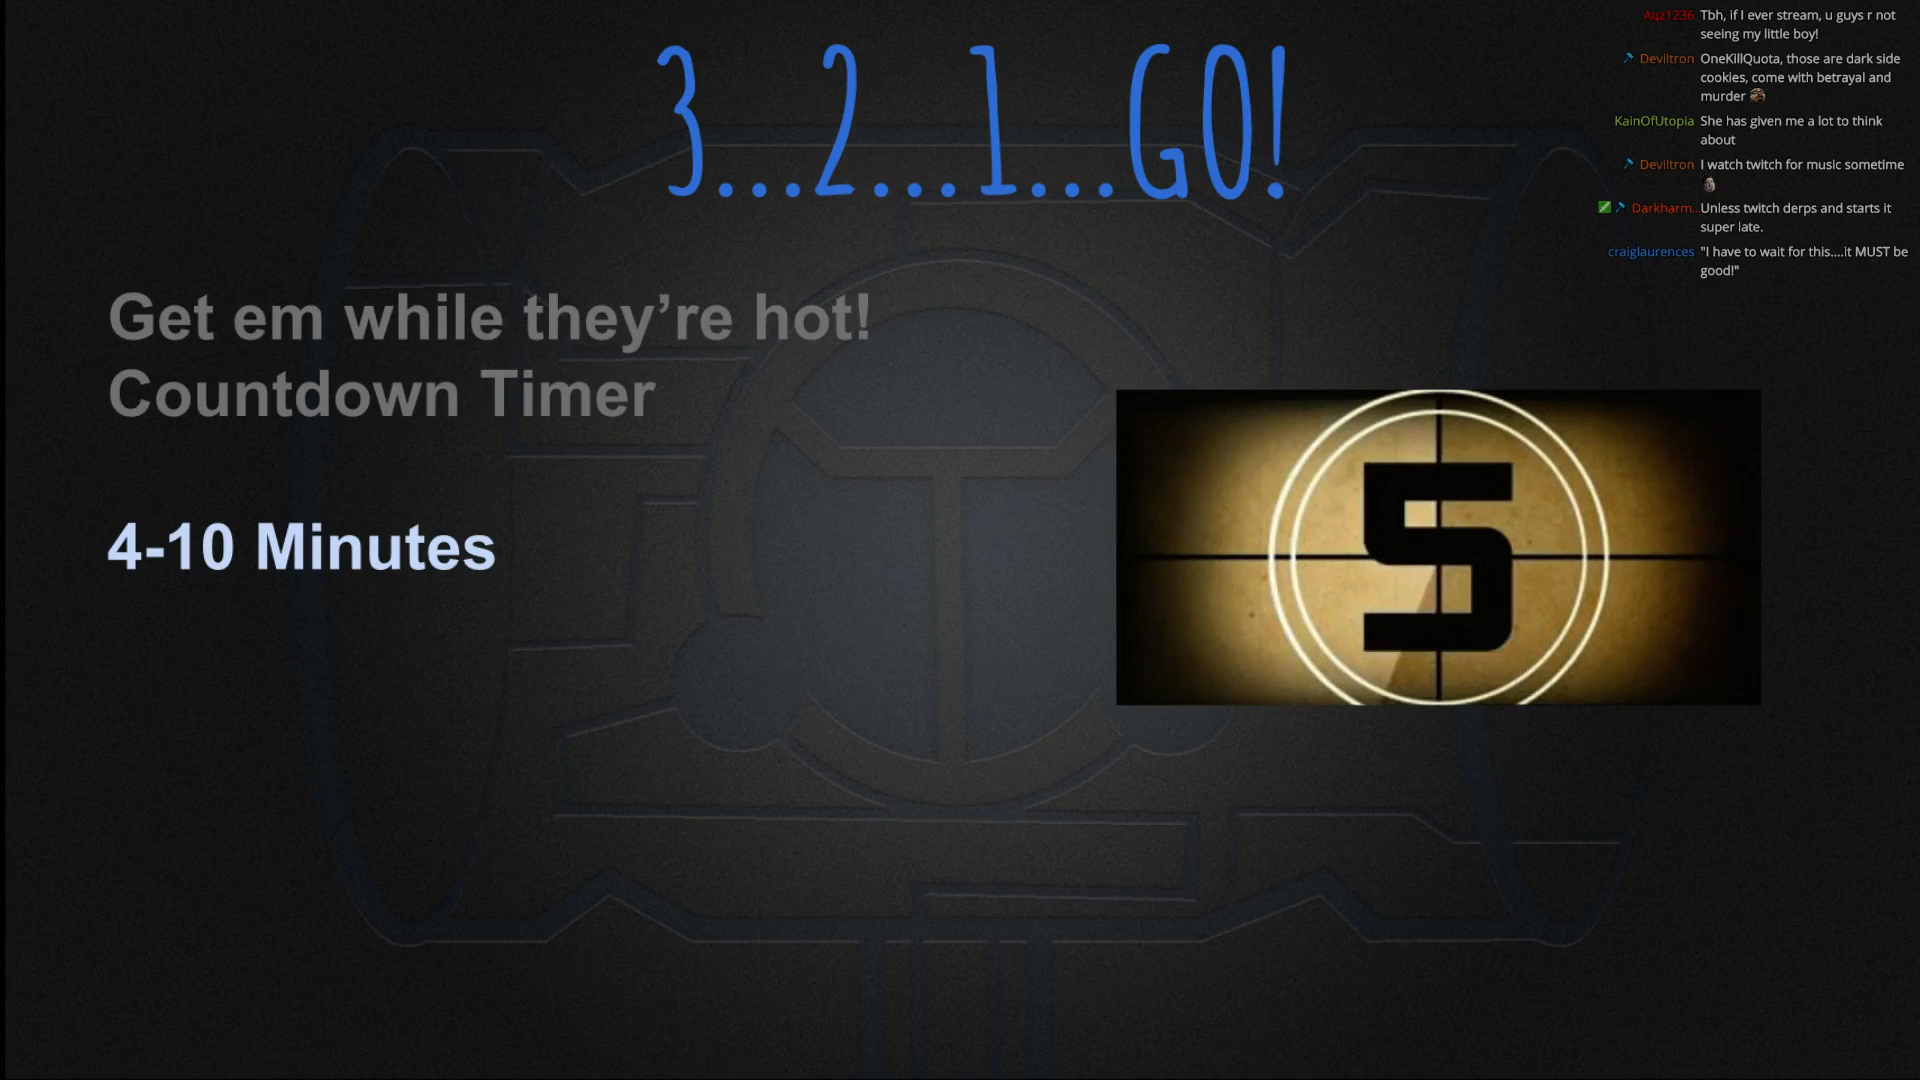 3...2...1...GO!
Get em while they're hot!
Countdown Timer
4-10 Minutes
5
Aqz1236 Tbh, if I ever stream, u guys r not
seeing my little boy!
Deviltron OneKillQuota, those are dark side
cookies, come with betrayal and
murder
KainOfUtopia She has given me a lot to think
about
Deviltron I watch twitch for music sometime
Darkharm.. Unless twitch derps and starts it
super late.
craiglaurences "I have to wait for this....it MUST be
good!"